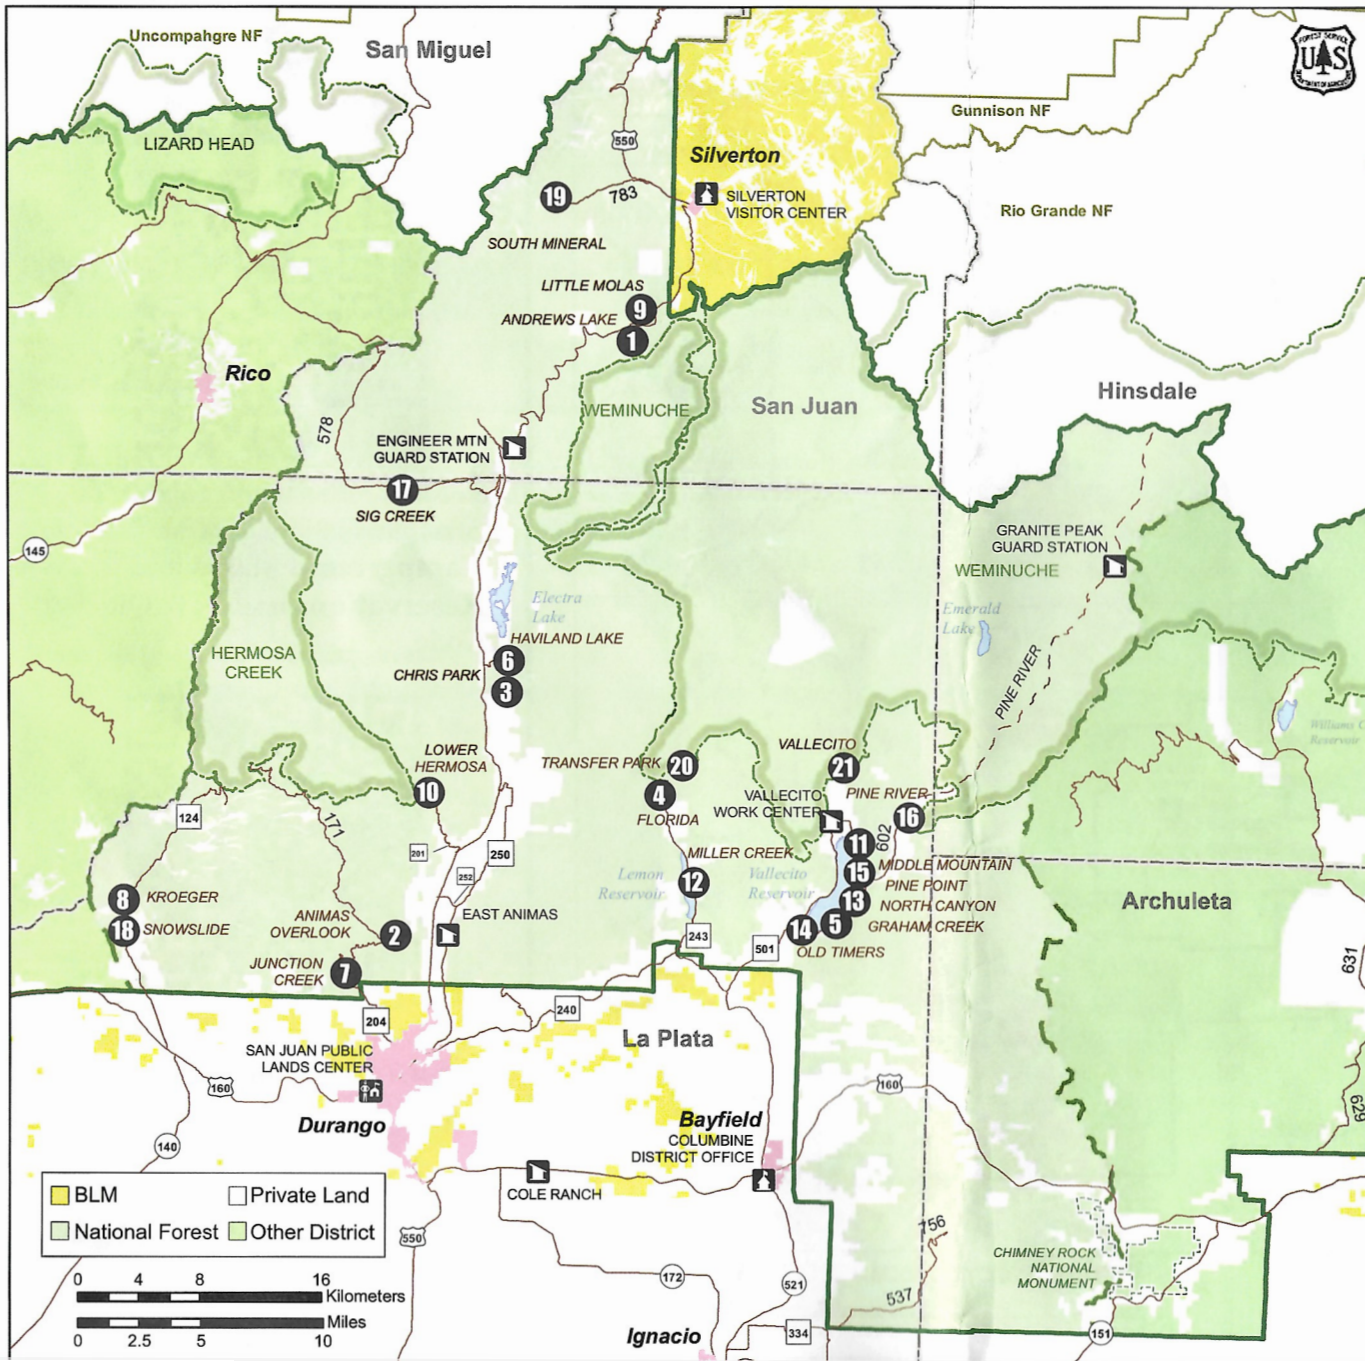 Uncompahgre NF
San Miguel
FOREST SERVICE
US
DEPARTMENT OF AGRICULTURE
Gunnison NF
LIZARD HEAD
550
Silverton
19
783
SILVERTON
VISITOR CENTER
Rio Grande NF
SOUTH MINERAL
LITTLE MOLAS
9
ANDREWS LAKE
1
Rico
WEMINUCHE
San Juan
Hinsdale
578
ENGINEER MTN
GUARD STATION
17
SIG CREEK
145
GRANITE PEAK
GUARD STATION
WEMINUCHE
Electra
Lake
Emerald
Lake
HAVILAND LAKE
HERMOSA
CREEK
6
CHRIS PARK
3
PINE RIVER
Williams C
Reservoir
LOWER
HERMOSA
10
TRANSFER PARK
20
VALLECITO
21
4
FLORIDA
VALLECITO
WORK CENTER
PINE RIVER
16
602
124
171
201
250
252
11
MILLER CREEK
MIDDLE MOUNTAIN
15
Lemon
Reservoir
12
Vallecito
Reservoir
PINE POINT
13
NORTH CANYON
Archuleta
8
KROEGER
18
SNOWSLIDE
ANIMAS
OVERLOOK
2
EAST ANIMAS
5
GRAHAM CREEK
14
OLD TIMERS
243
501
JUNCTION
CREEK
7
631
204
240
La Plata
SAN JUAN PUBLIC
LANDS CENTER
160
160
629
Durango
Bayfield
COLUMBINE
DISTRICT OFFICE
140
COLE RANCH
BLM
Private Land
National Forest
Other District
550
756
CHIMNEY ROCK
NATIONAL
MONUMENT
0 4 8 16
Kilometers
Miles
0 2.5 5 10
172
521
537
Ignacio
334
151